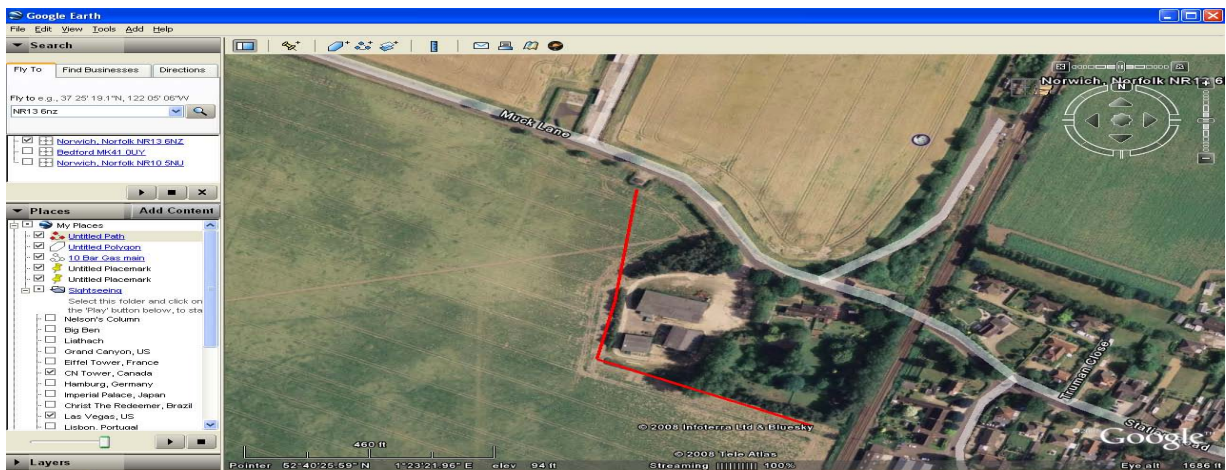 Google Earth
File Edit View Tools Add Help
Search
Fly To Find Businesses Directions
Fly to e.g., 37 25' 19.1"N, 122 05' 06"W
NR13 6nz
Norwich, Norfolk NR13 6NZ
Bedford MK41 0UY
Norwich, Norfolk NR10 5NU
Places Add Content
My Places
Untitled Path
Untitled Polygon
10 Bar Gas main
Untitled Placemark
Untitled Placemark
Sightseeing
Select this folder and click on
the 'Play' button below, to sta
Nelson's Column
Big Ben
Liathach
Grand Canyon, US
Eiffel Tower, France
CN Tower, Canada
Hamburg, Germany
Imperial Palace, Japan
Christ The Redeemer, Brazil
Las Vegas, US
Lisbon, Portugal
Layers
Muck Lane
Norwich, Norfolk NR13 6
N
Truman Close
Station Road
© 2008 Infoterra Ltd & Bluesky
© 2008 Tele Atlas
Google
460 ft
Pointer 52°40'25.59" N 1°23'21.96" E elev 94 ft Streaming 100% Eye alt 1686 ft